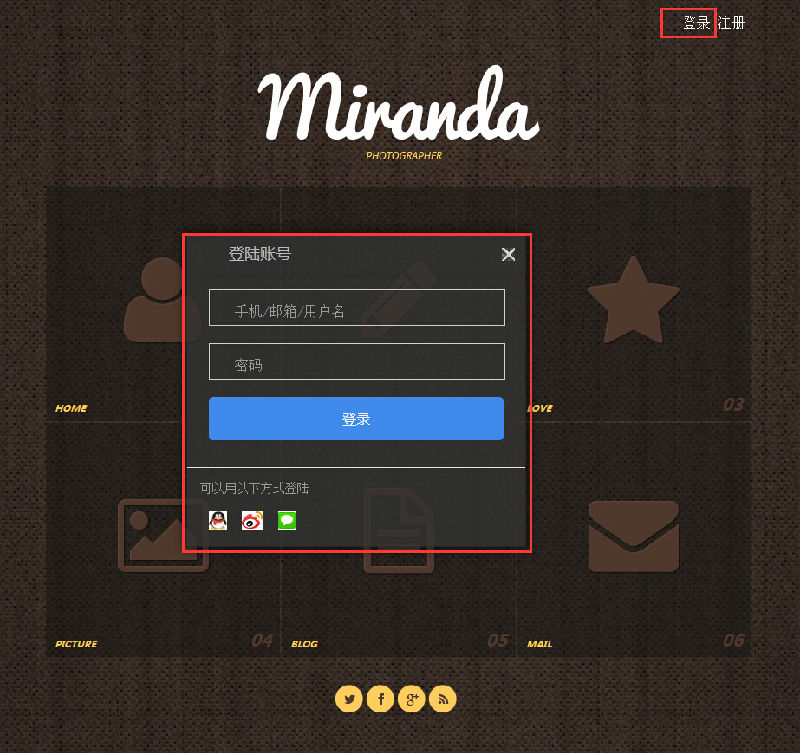 登录 注册
Miranda
PHOTOGRAPHER
登陆账号
手机/邮箱/用户名
密码
登录
HOME
LOVE 03
可以用以下方式登陆
PICTURE 04
BLOG 05
MAIL 06